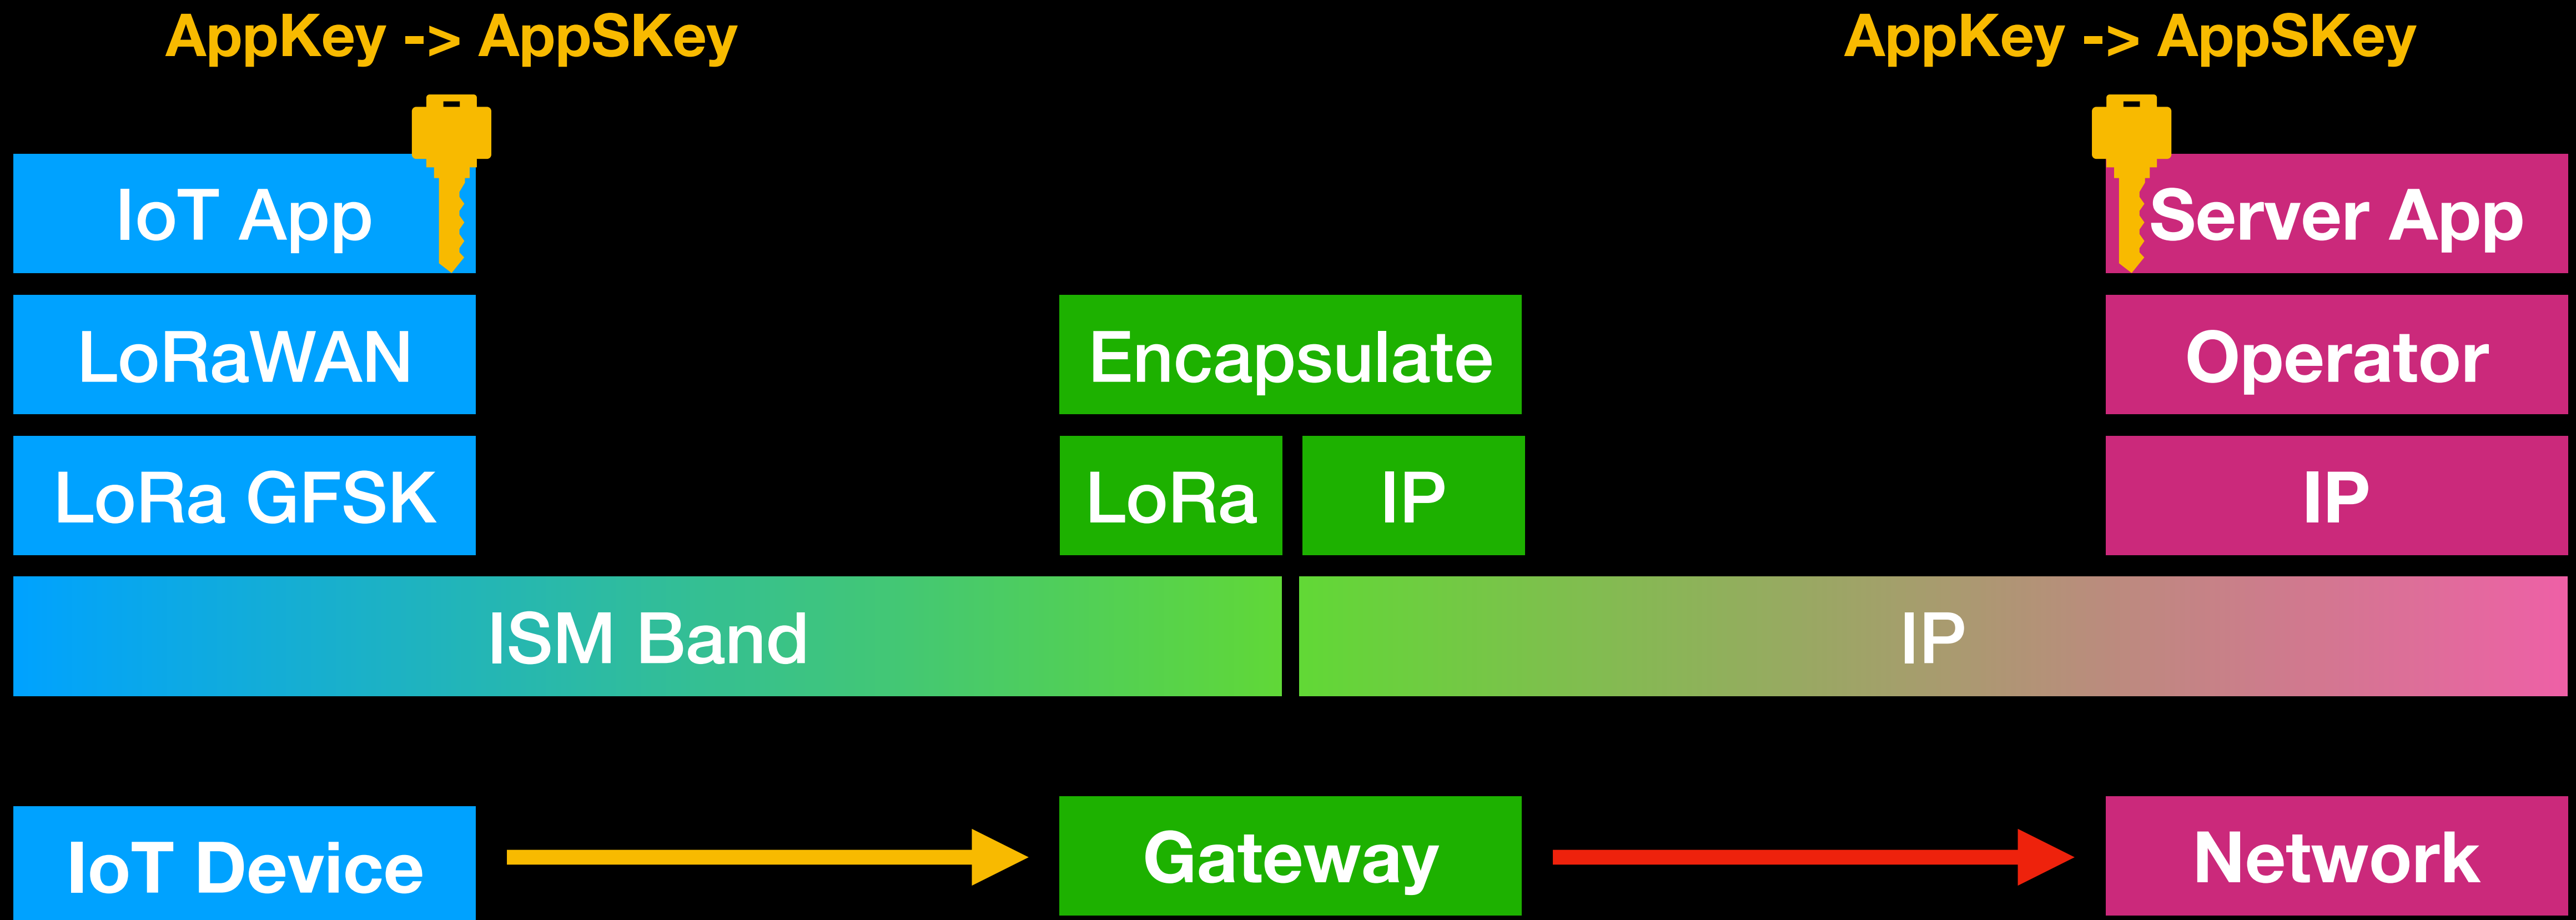 AppKey -> AppSKey
AppKey -> AppSKey
IoT App
Server App
LoRaWAN
Encapsulate
Operator
LoRa GFSK
LoRa
IP
IP
ISM Band
IP
IoT Device
Gateway
Network